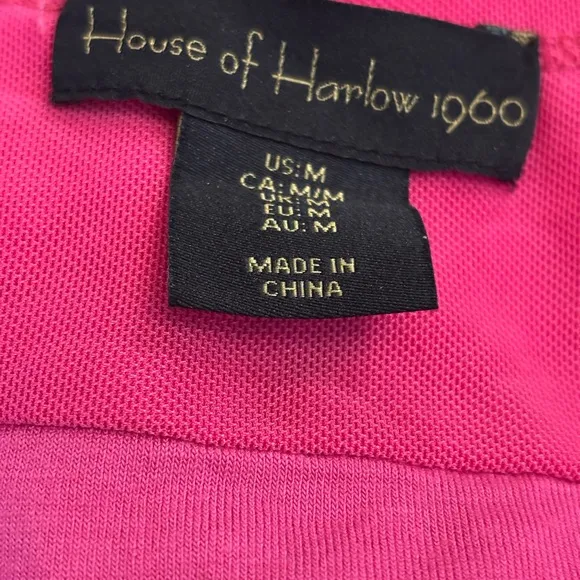 House of Harlow 1960
US: M
CA: M/M
UK: M
EU: M
AU: M
MADE IN
CHINA